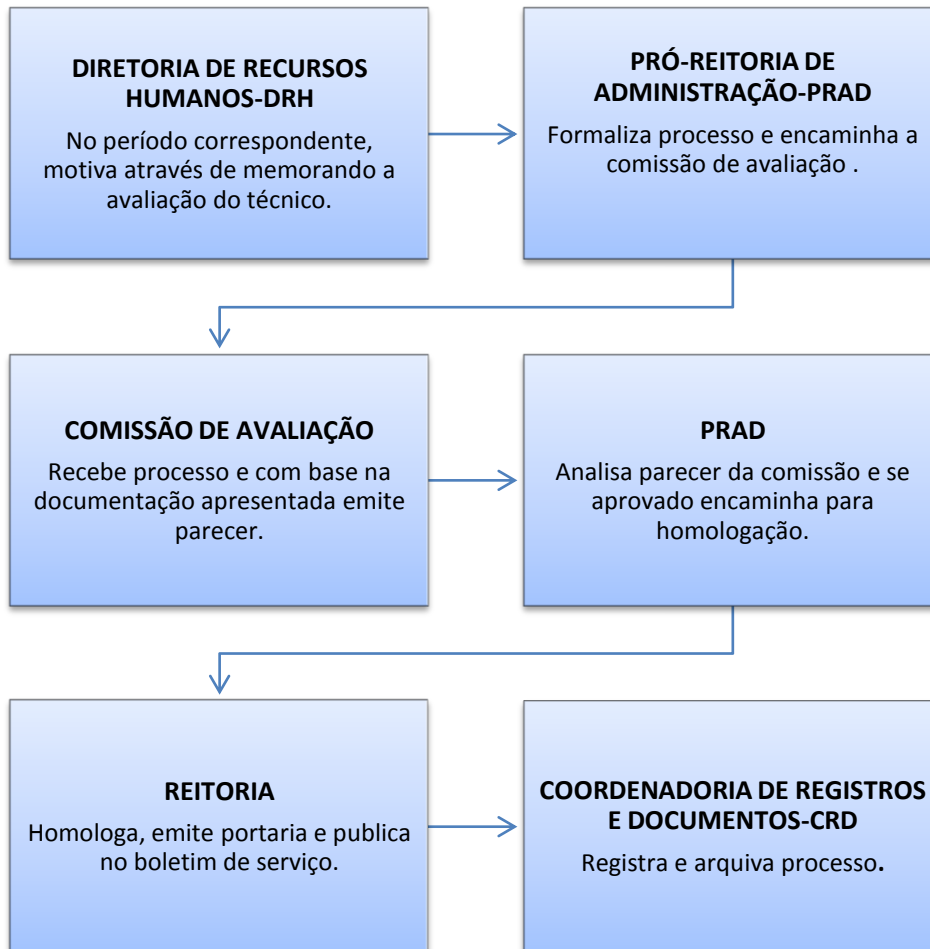 DIRETORIA DE RECURSOS
HUMANOS-DRH
No período correspondente,
motiva através de memorando a
avaliação do técnico.
PRÓ-REITORIA DE
ADMINISTRAÇÃO-PRAD
Formaliza processo e encaminha a
comissão de avaliação .
COMISSÃO DE AVALIAÇÃO
Recebe processo e com base na
documentação apresentada emite
parecer.
PRAD
Analisa parecer da comissão e se
aprovado encaminha para
homologação.
REITORIA
Homologa, emite portaria e publica
no boletim de serviço.
COORDENADORIA DE REGISTROS
E DOCUMENTOS-CRD
Registra e arquiva processo.